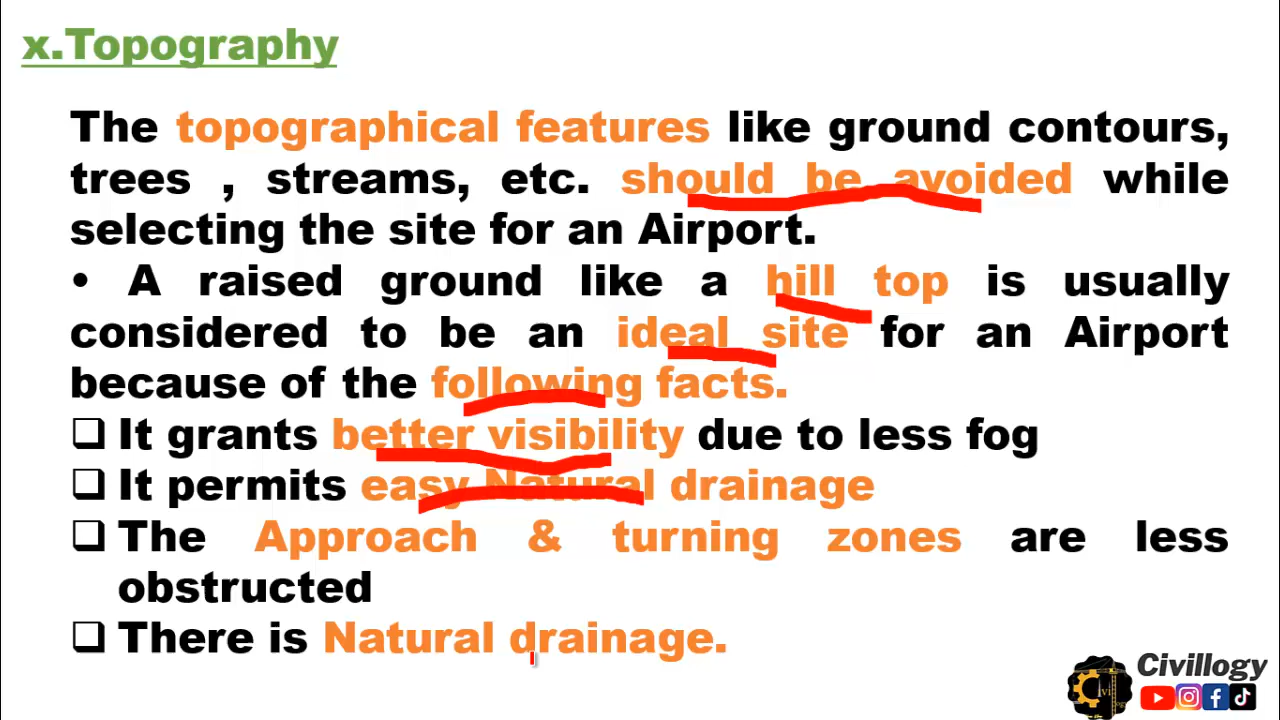 x.Topography
The topographical features like ground contours,
trees , streams, etc. should be avoided while
selecting the site for an Airport.
• A raised ground like a hill top is usually
considered to be an ideal site for an Airport
because of the following facts.
❑ It grants better visibility due to less fog
❑ It permits easy Natural drainage
❑ The Approach & turning zones are less
obstructed
❑ There is Natural drainage.
Civillogy